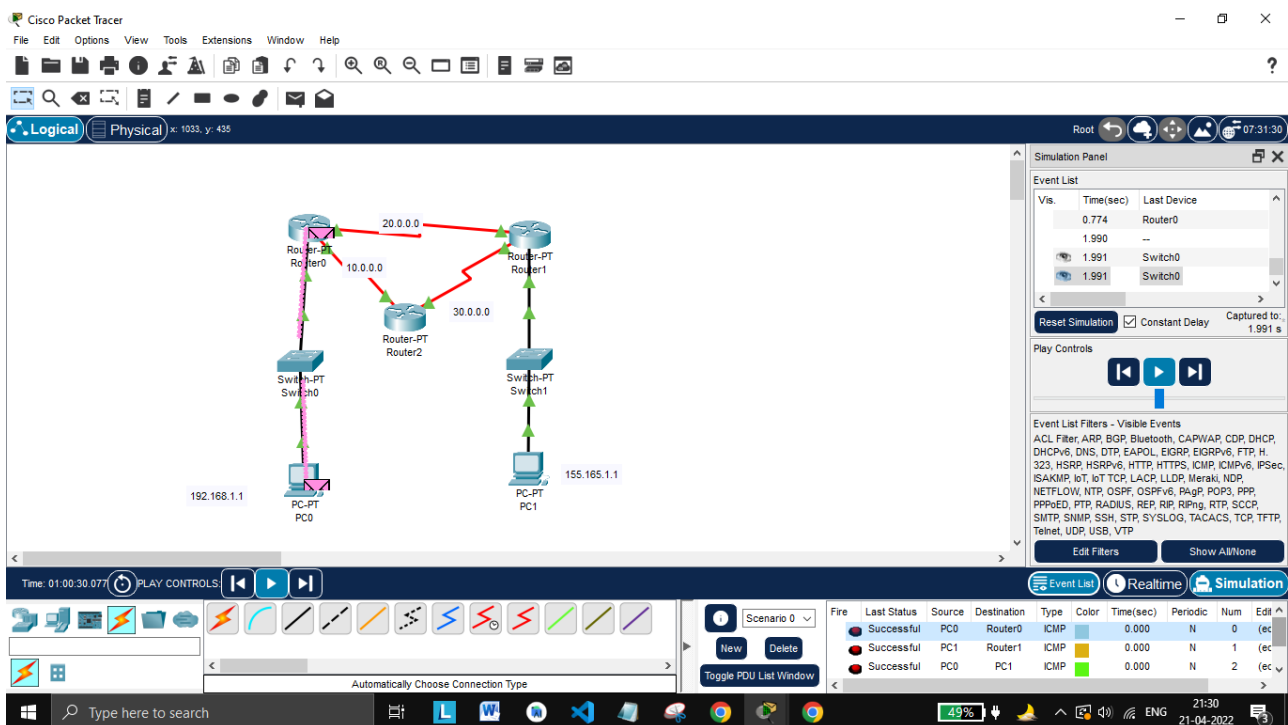 Cisco Packet Tracer
File Edit Options View Tools Extensions Window Help
?
Logical Physical x: 1033, y: 435
Root 07:31:30
Simulation Panel
Event List
Vis. Time(sec) Last Device
0.774 Router0
1.990 --
1.991 Switch0
1.991 Switch0
Reset Simulation Constant Delay Captured to:
1.991 s
Play Controls
Event List Filters - Visible Events
ACL Filter, ARP, BGP, Bluetooth, CAPWAP, CDP, DHCP,
DHCPv6, DNS, DTP, EAPOL, EIGRP, EIGRPv6, FTP, H.
323, HSRP, HSRPv6, HTTP, HTTPS, ICMP, ICMPv6, IPSec,
ISAKMP, IoT, IoT TCP, LACP, LLDP, Meraki, NDP,
NETFLOW, NTP, OSPF, OSPFv6, PAgP, POP3, PPP,
PPPoED, PTP, RADIUS, REP, RIP, RIPng, RTP, SCCP,
SMTP, SNMP, SSH, STP, SYSLOG, TACACS, TCP, TFTP,
Telnet, UDP, USB, VTP
Edit Filters Show All/None
20.0.0.0
Router-PT
Router0
10.0.0.0
Router-PT
Router1
30.0.0.0
Router-PT
Router2
Switch-PT
Switch0
Switch-PT
Switch1
192.168.1.1
PC-PT
PC0
155.165.1.1
PC-PT
PC1
Time: 01:00:30.077 PLAY CONTROLS:
Event List Realtime Simulation
Automatically Choose Connection Type
Scenario 0
New Delete
Toggle PDU List Window
Fire Last Status Source Destination Type Color Time(sec) Periodic Num Edit
Successful PC0 Router0 ICMP 0.000 N 0 (ec
Successful PC1 Router1 ICMP 0.000 N 1 (ec
Successful PC0 PC1 ICMP 0.000 N 2 (ec
Type here to search
L W
49% ENG
21:30
21-04-2022